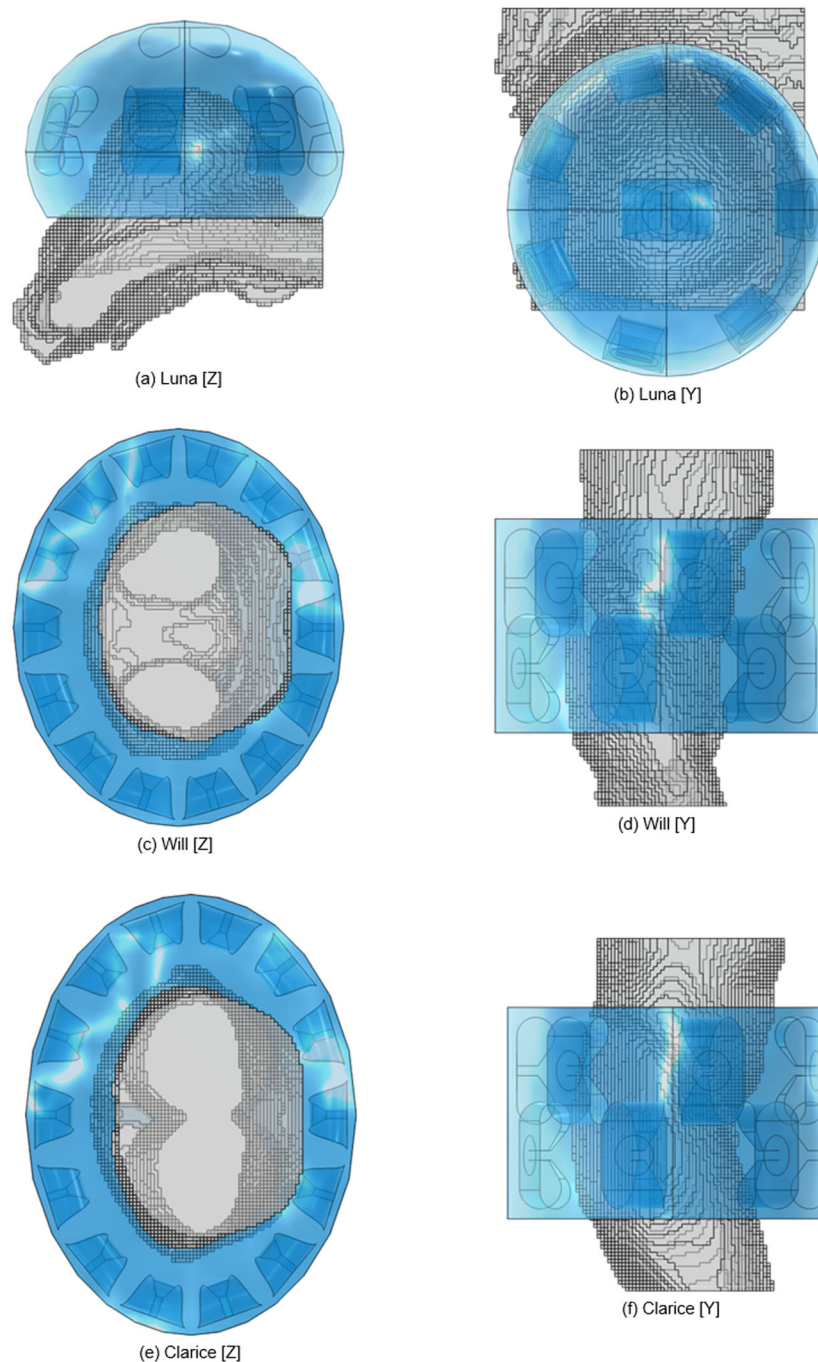 (a) Luna [Z]
(b) Luna [Y]
(c) Will [Z]
(d) Will [Y]
(e) Clarice [Z]
(f) Clarice [Y]